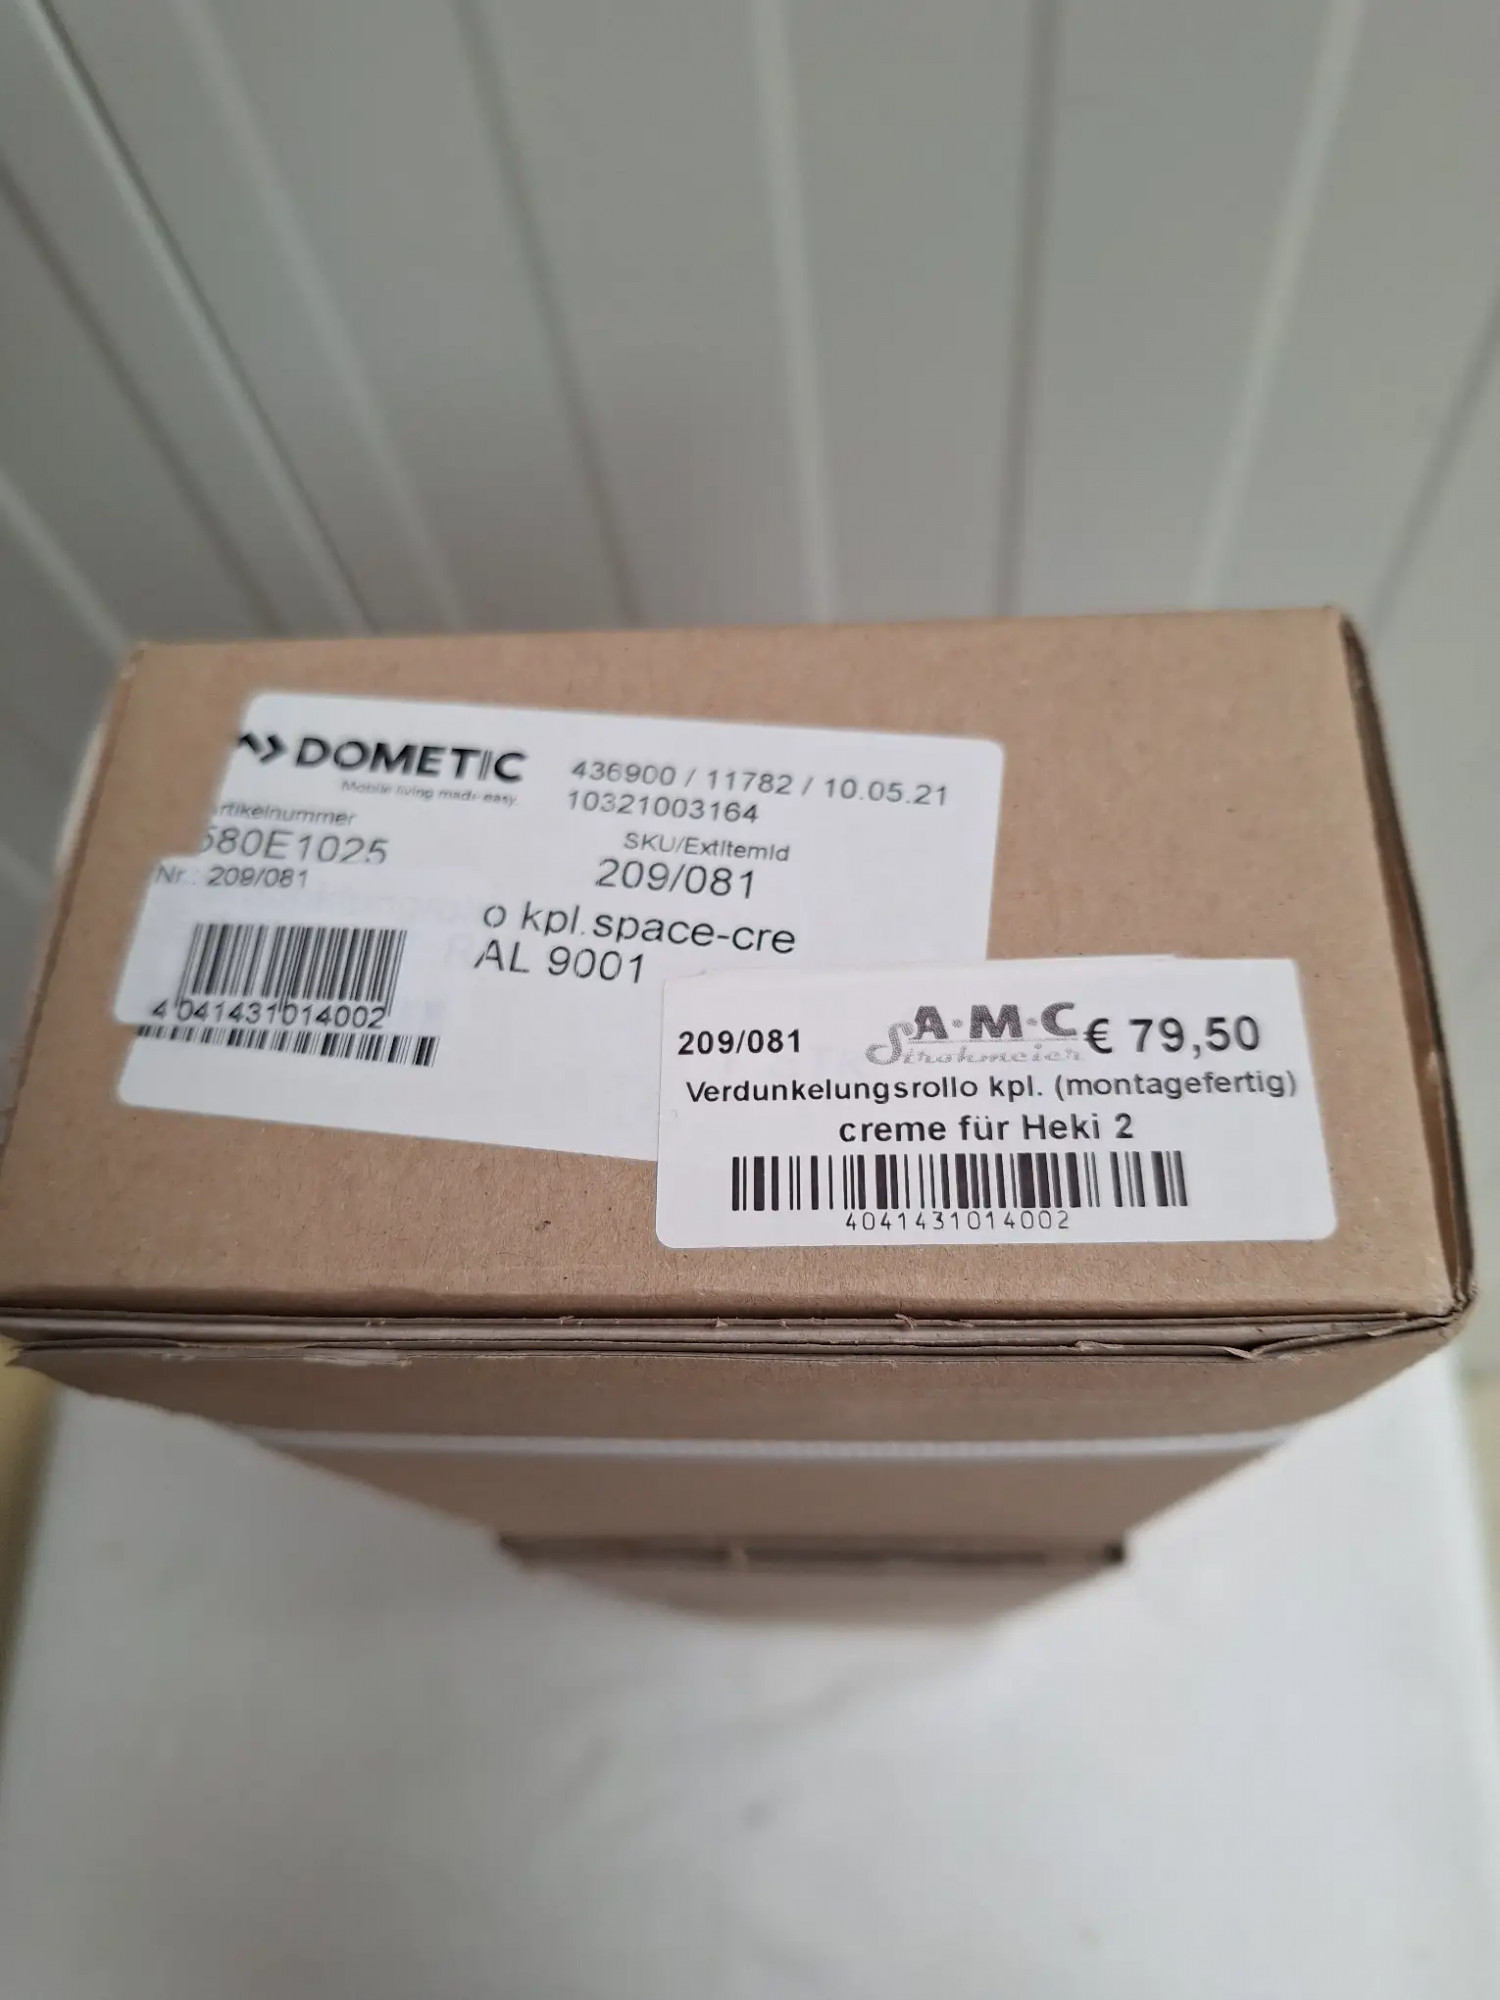 DOMETIC
Mobile living made easy.
436900 / 11782 / 10.05.21
10321003164
rtikelnummer
580E1025
SKU/ExtItemId
209/081
Nr.: 209/081
o kpl.space-cre
AL 9001
4 041431 014002
209/081
A·M·C
Strohmeier
€ 79,50
Verdunkelungsrollo kpl. (montagefertig)
creme für Heki 2
4041431014002